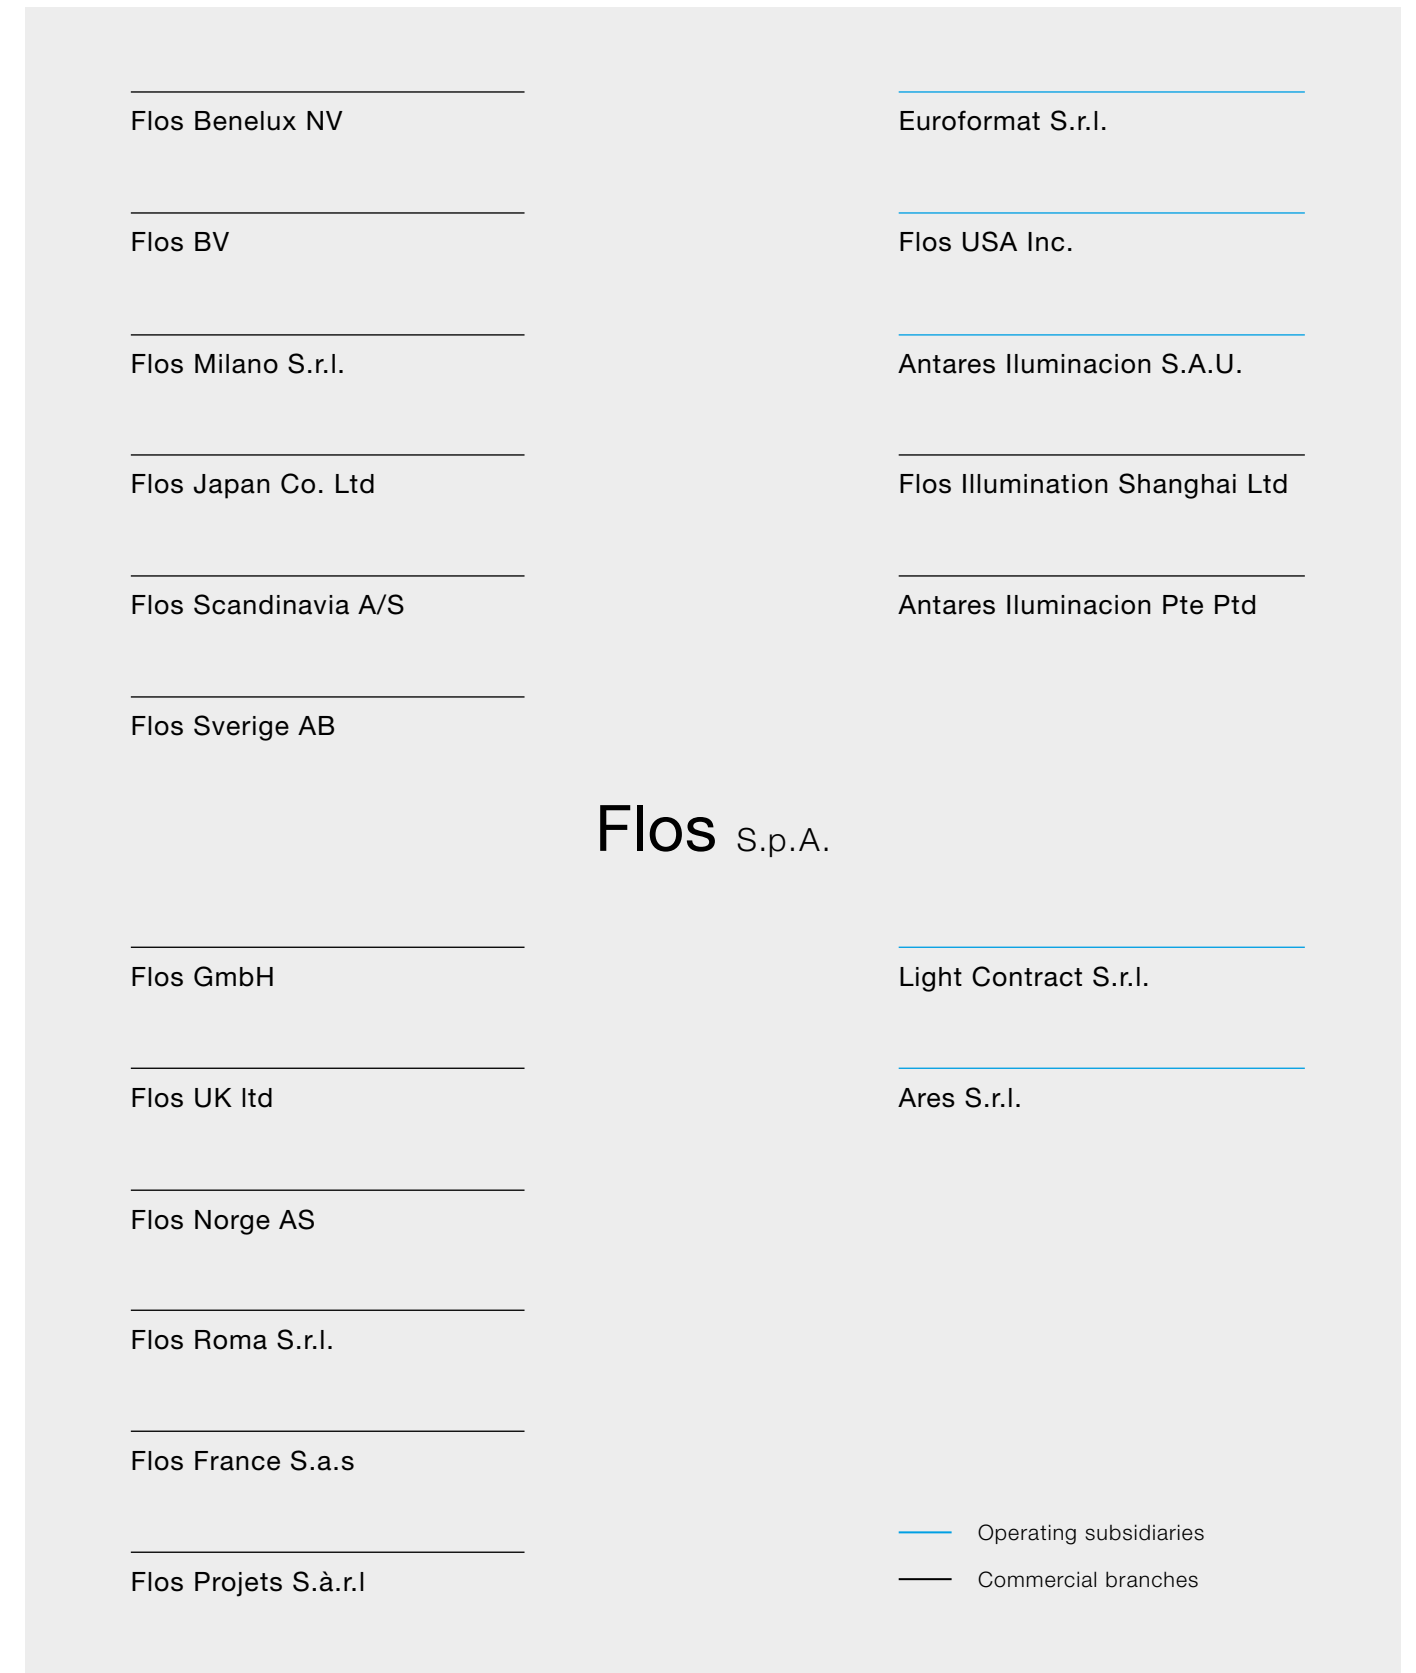 Flos Benelux NV
Flos BV
Flos Milano S.r.l.
Flos Japan Co. Ltd
Flos Scandinavia A/S
Flos Sverige AB
Euroformat S.r.l.
Flos USA Inc.
Antares Iluminacion S.A.U.
Flos Illumination Shanghai Ltd
Antares Iluminacion Pte Ptd
Flos S.p.A.
Flos GmbH
Flos UK ltd
Flos Norge AS
Flos Roma S.r.l.
Flos France S.a.s
Flos Projets S.à.r.l
Light Contract S.r.l.
Ares S.r.l.
Operating subsidiaries
Commercial branches